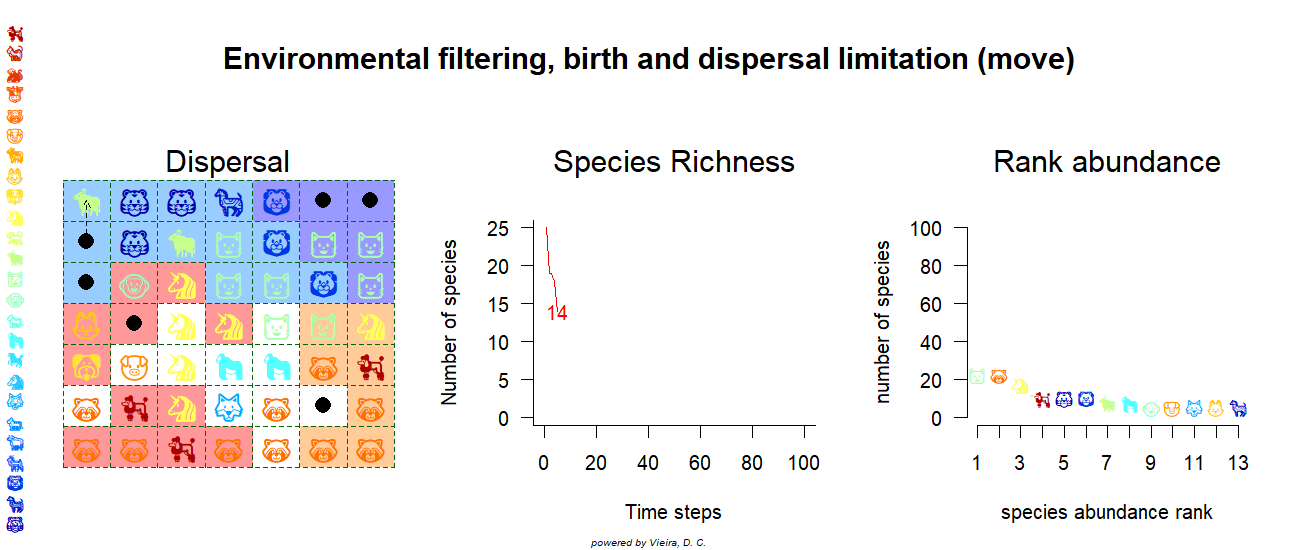 Environmental filtering, birth and dispersal limitation (move)
Dispersal
Species Richness
Number of species
25
20
15
10
5
0
14
0 20 40 60 80 100
Time steps
Rank abundance
number of species
100
80
60
40
20
0
1 3 5 7 9 11 13
species abundance rank
powered by Vieira, D. C.